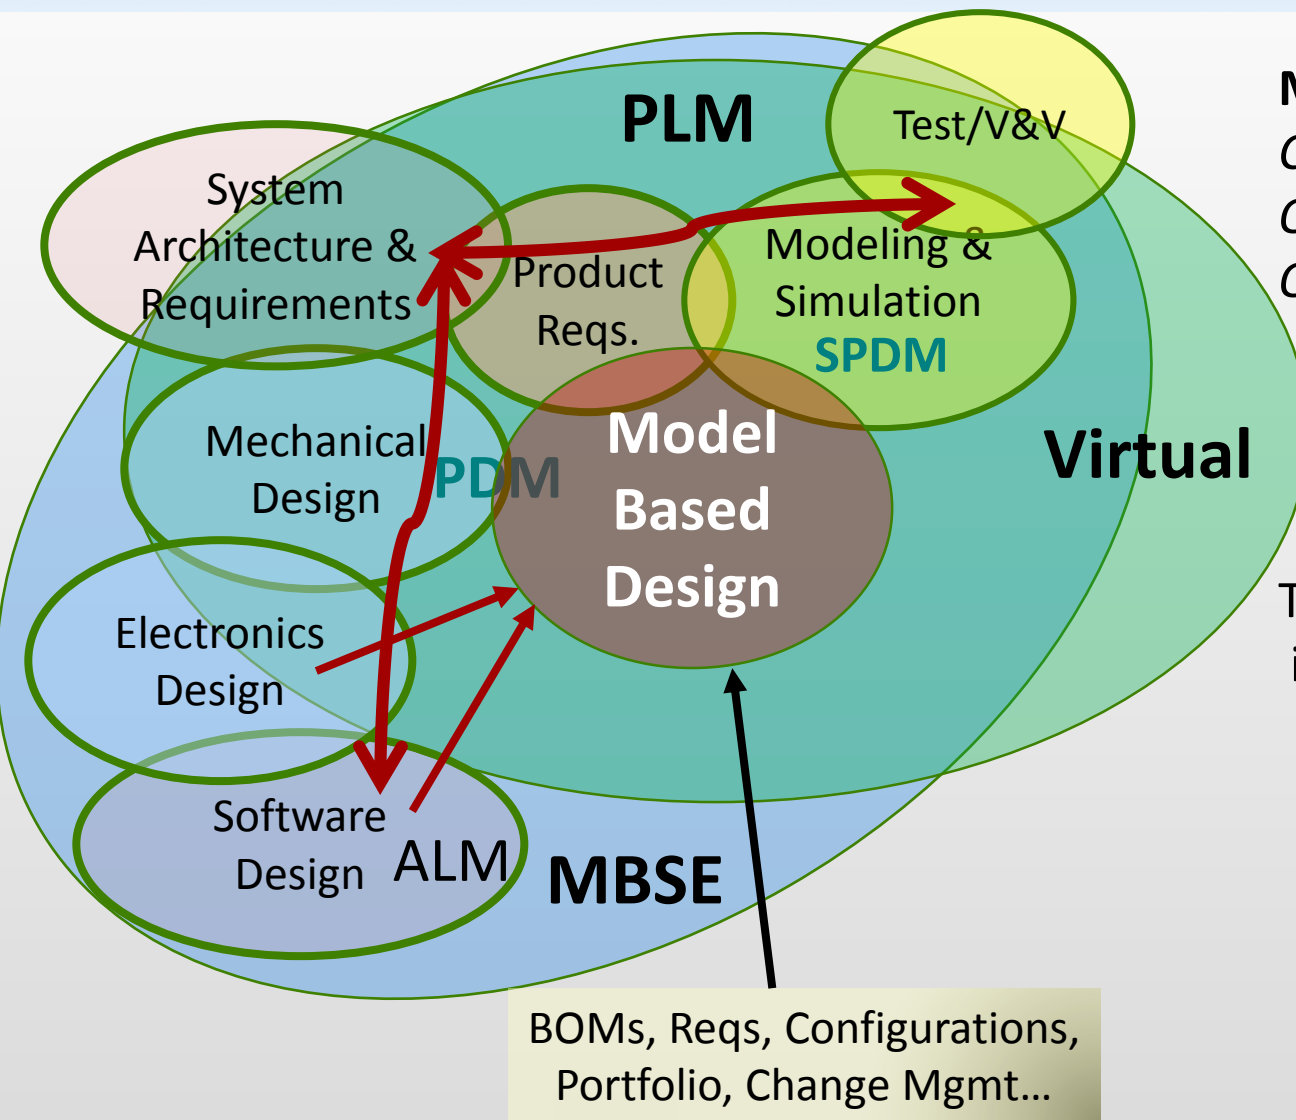 PLM
Test/V&V
System
Architecture &
Requirements
Product
Reqs.
Modeling &
Simulation
SPDM
Mechanical
Design
PDM
Model
Based
Design
Virtual
Electronics
Design
Software
Design
ALM
MBSE
BOMs, Reqs, Configurations,
Portfolio, Change Mgmt…